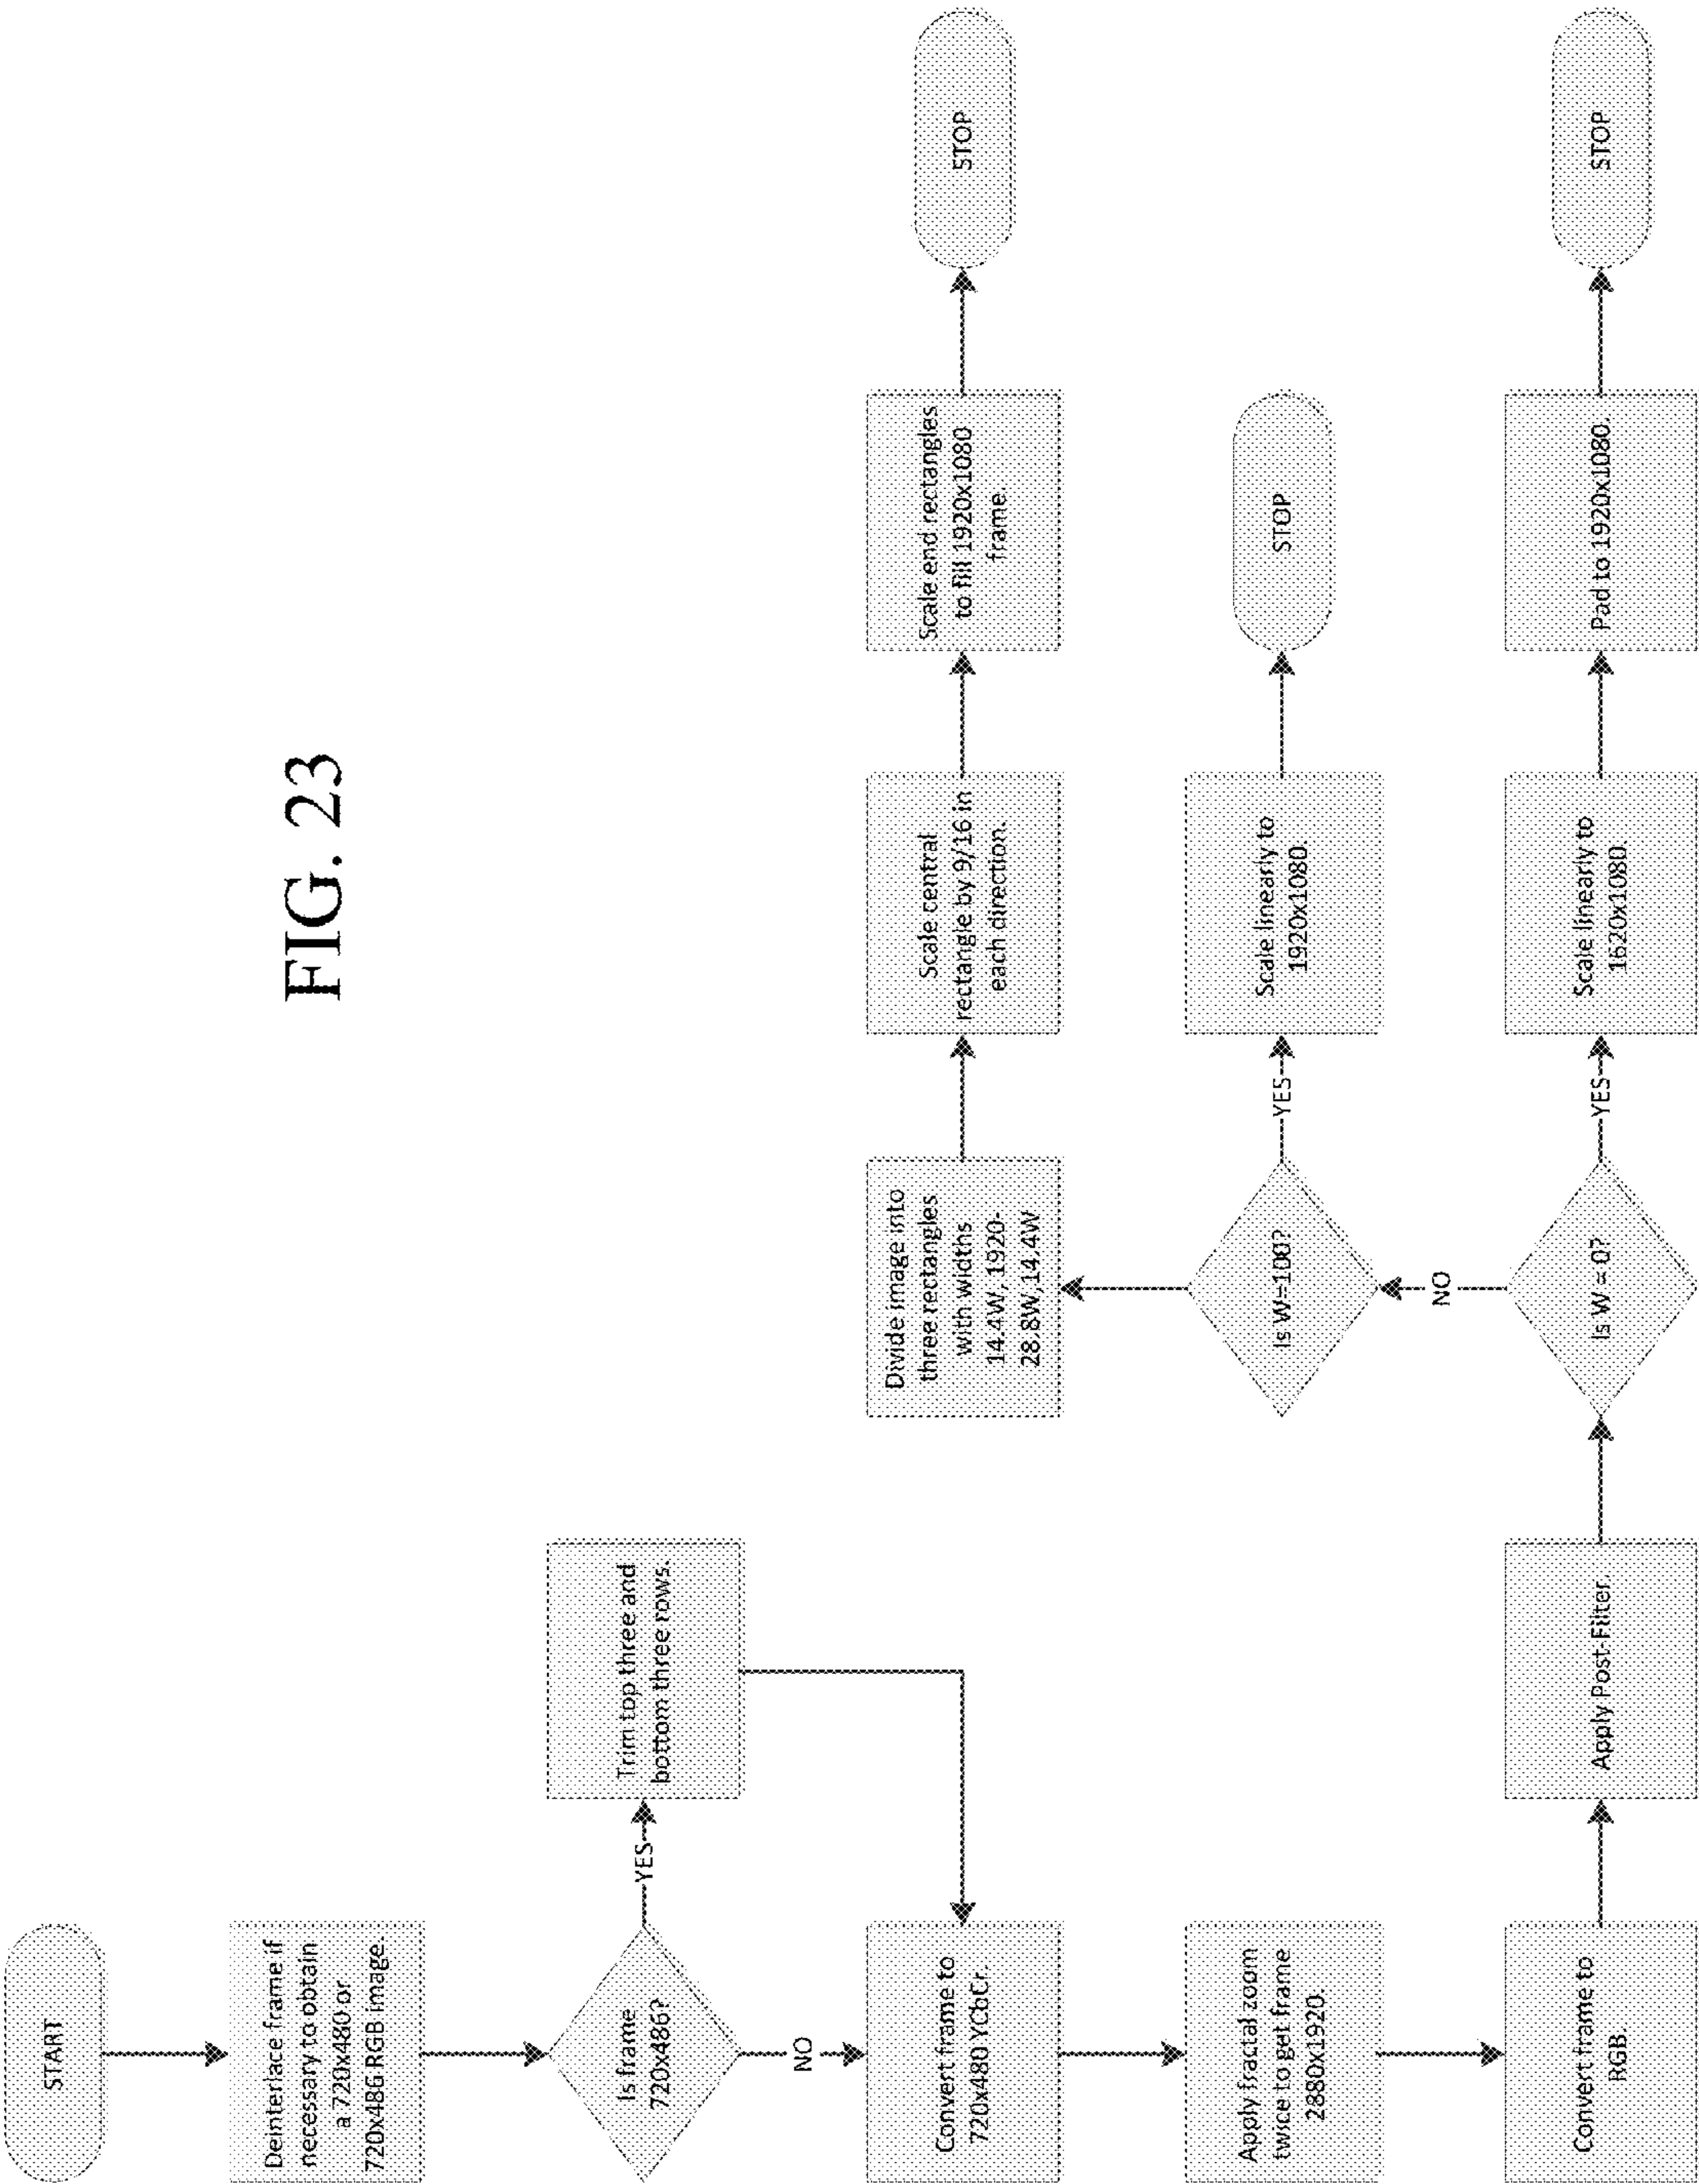 FIG. 23
START
Deinterlace frame if
necessary to obtain
a 720x480 or
720x486 RGB image.
Is frame
720x486?
YES
Trim top three and
bottom three rows.
NO
Convert frame to
720x480 YCbCr.
Apply fractal zoom
twice to get frame
2880x1920.
Convert frame to
RGB.
Apply Post-Filter.
Is W = 0?
YES
Scale linearly to
1620x1080.
Pad to 1920x1080.
STOP
NO
Is W=100?
YES
Scale linearly to
1920x1080.
STOP
Divide image into
three rectangles
with widths
14.4W, 1920-
28.8W, 14.4W
Scale central
rectangle by 9/16 in
each direction.
Scale end rectangles
to fill 1920x1080
frame.
STOP